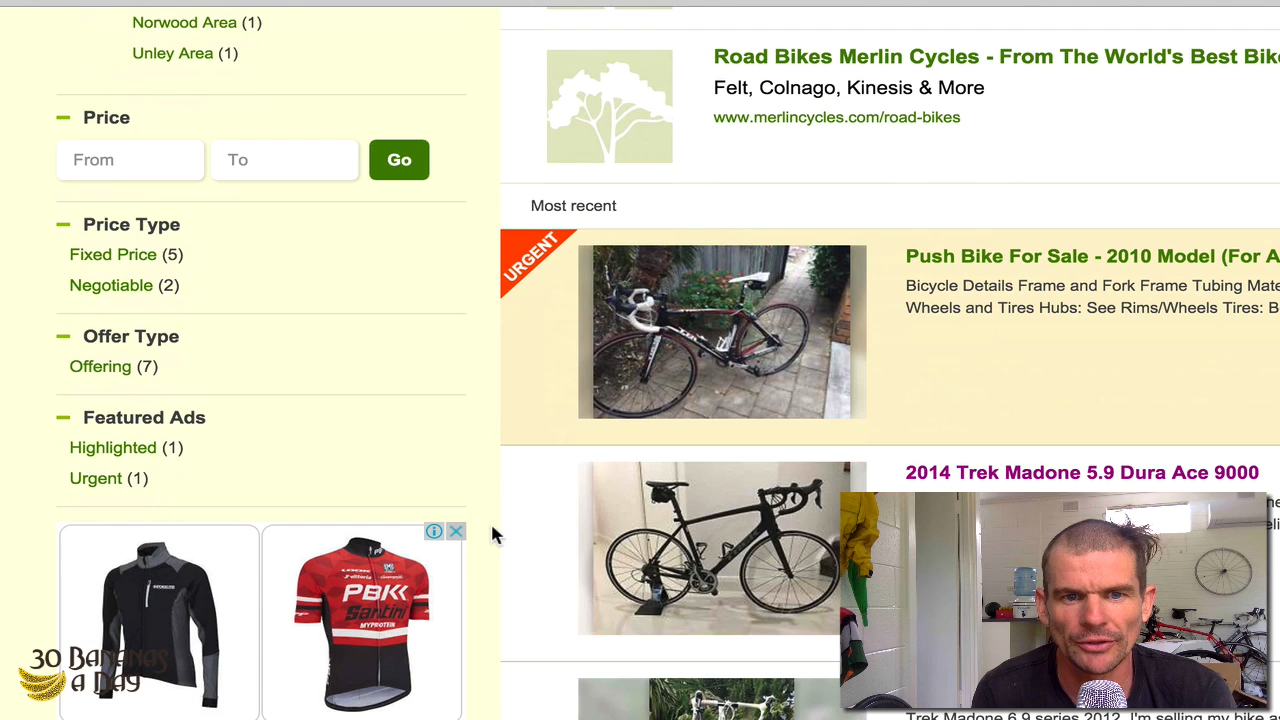 Norwood Area (1)
Unley Area (1)
Price
From
To
Go
Price Type
Fixed Price (5)
Negotiable (2)
Offer Type
Offering (7)
Featured Ads
Highlighted (1)
Urgent (1)
LOOK
PBK
Santini
MYPROTEIN
30 BANANAS
A DAY
Road Bikes Merlin Cycles - From The World's Best Bik
Felt, Colnago, Kinesis & More
www.merlincycles.com/road-bikes
Most recent
URGENT
Push Bike For Sale - 2010 Model (For A
Bicycle Details Frame and Fork Frame Tubing Mate
Wheels and Tires Hubs: See Rims/Wheels Tires: B
2014 Trek Madone 5.9 Dura Ace 9000
Trek Madone 6.9 series 2012. I'm selling my bike